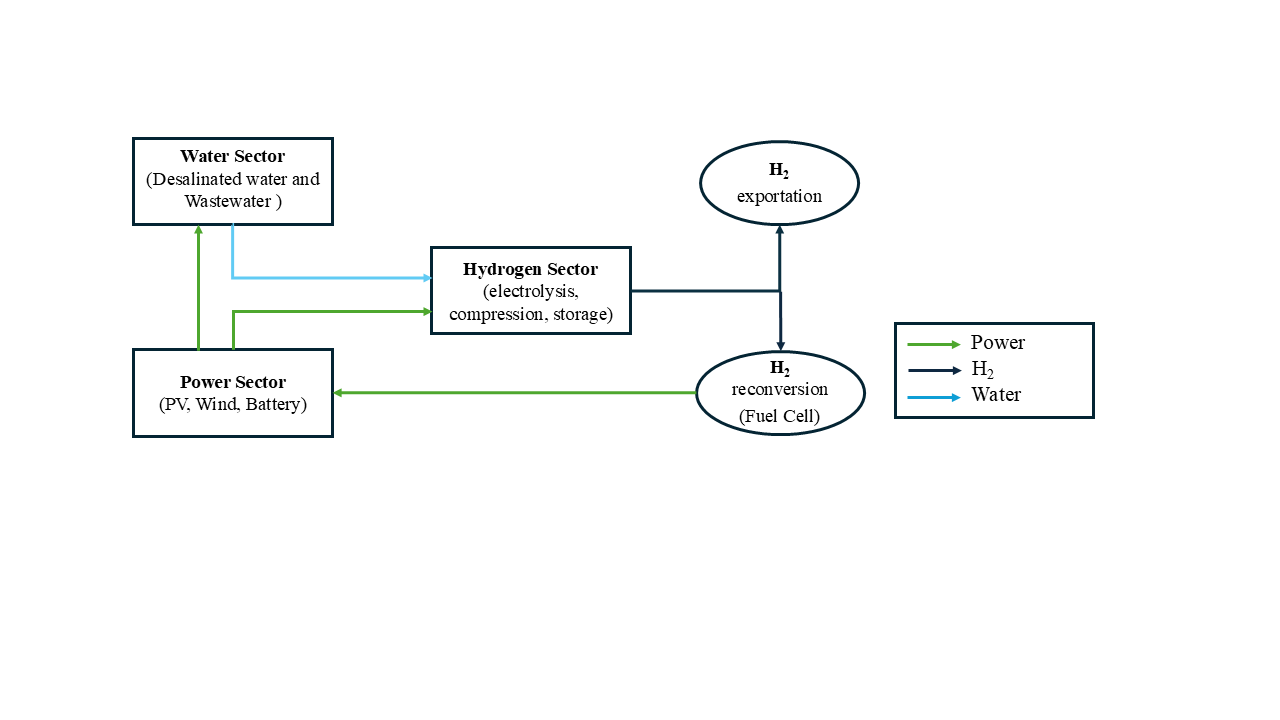 Water Sector
(Desalinated water and
Wastewater )
H₂
exportation
Hydrogen Sector
(electrolysis,
compression, storage)
Power Sector
(PV, Wind, Battery)
H₂
reconversion
(Fuel Cell)
Power
H₂
Water